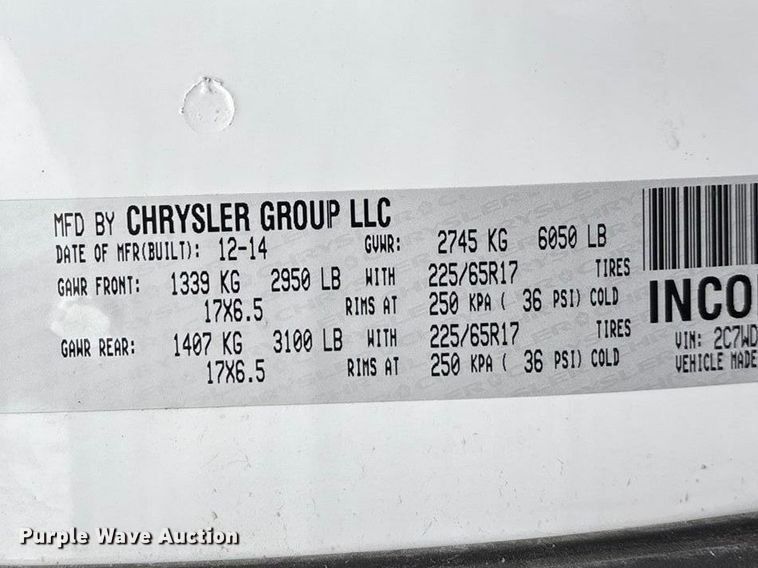 MFD BY CHRYSLER GROUP LLC
DATE OF MFR(BUILT): 12-14 GVWR: 2745 KG 6050 LB
GAWR FRONT: 1339 KG 2950 LB WITH 225/65R17 TIRES
17X6.5 RIMS AT 250 KPA ( 36 PSI) COLD
GAWR REAR: 1407 KG 3100 LB WITH 225/65R17 TIRES
17X6.5 RIMS AT 250 KPA ( 36 PSI) COLD
INCO
VIN: 2C7WD
VEHICLE MADE
Purple Wave Auction